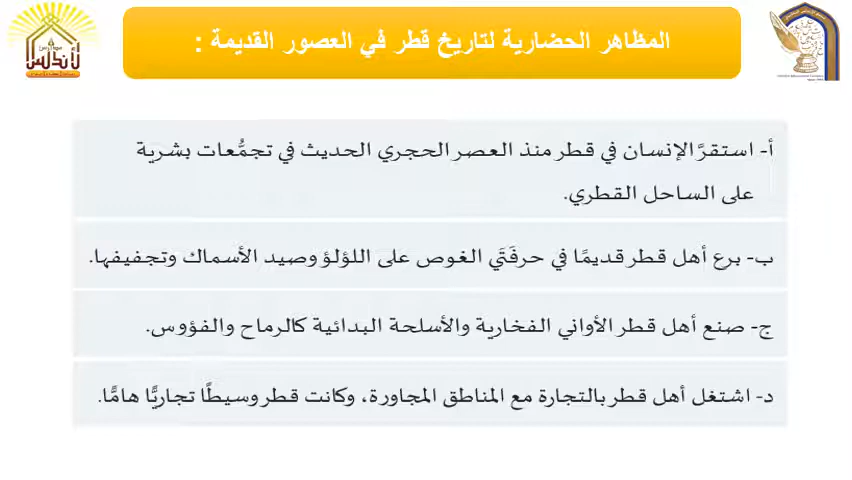 المظاهر الحضارية لتاريخ قطر في العصور القديمة :
أ- استقرَّ الإنسان في قطر منذ العصر الحجري الحديث في تجمُّعات بشرية
على الساحل القطري.
ب- برع أهل قطر قديمًا في حرفَتَي الغوص على اللؤلؤ وصيد الأسماك وتجفيفها.
ج- صنع أهل قطر الأواني الفخارية والأسلحة البدائية كالرماح والفؤوس.
د- اشتغل أهل قطر بالتجارة مع المناطق المجاورة، وكانت قطر وسيطًا تجاريًّا هامًّا.